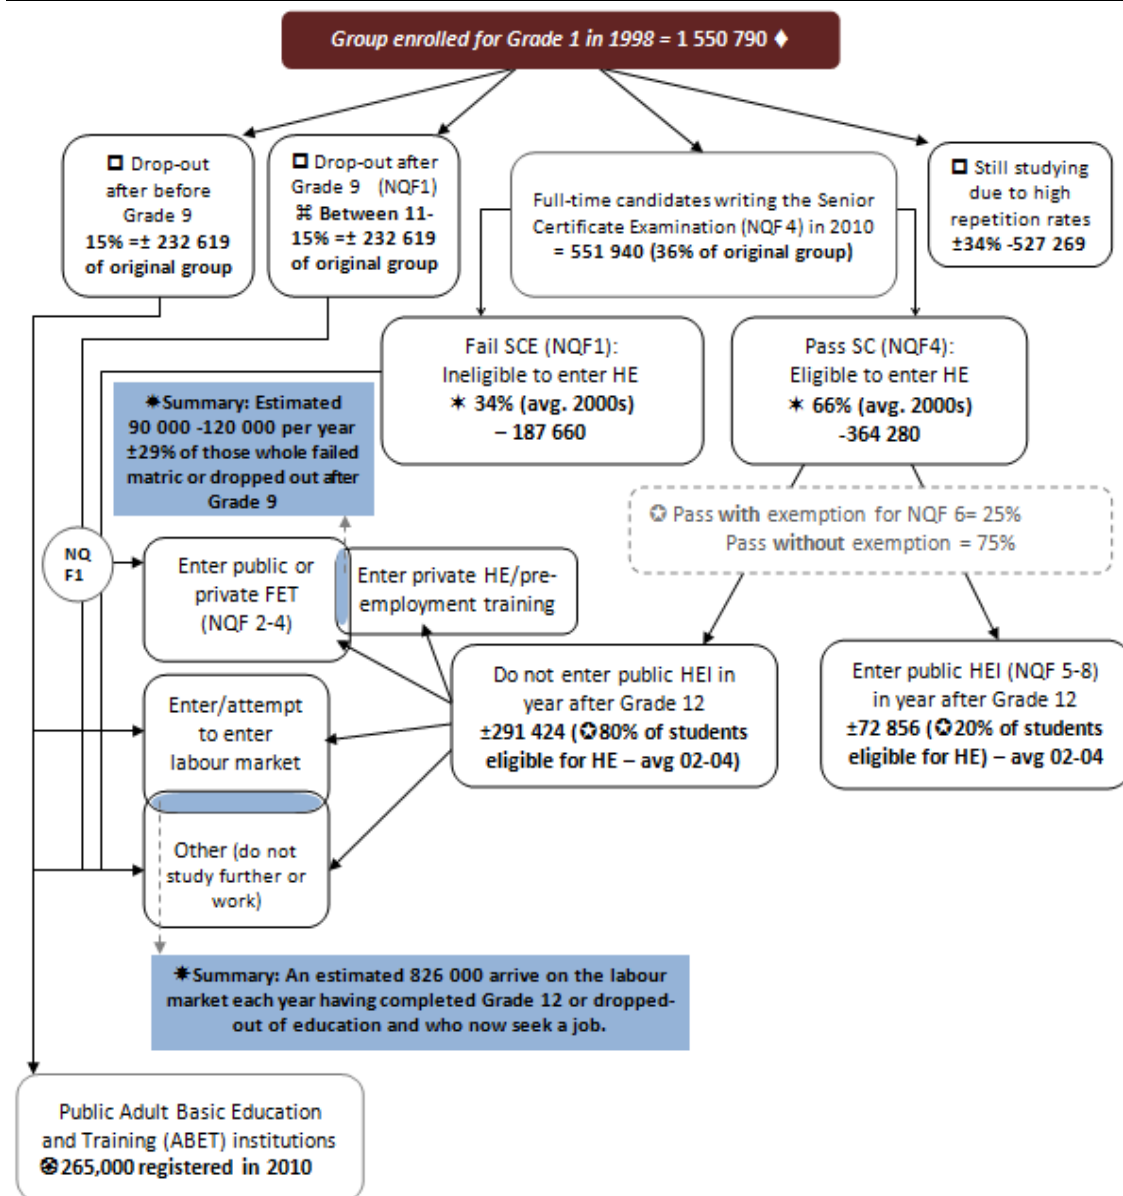 Group enrolled for Grade 1 in 1998 = 1 550 790 ♦
◘ Drop-out
after before
Grade 9
15% =± 232 619
of original group
◘ Drop-out after
Grade 9 (NQF1)
⌘ Between 11-
15% =± 232 619
of original group
Full-time candidates writing the Senior
Certificate Examination (NQF 4) in 2010
= 551 940 (36% of original group)
◘ Still studying
due to high
repetition rates
±34% -527 269
Fail SCE (NQF1):
Ineligible to enter HE
✶ 34% (avg. 2000s)
– 187 660
Pass SC (NQF4):
Eligible to enter HE
✶ 66% (avg. 2000s)
-364 280
✷Summary: Estimated
90 000 -120 000 per year
±29% of those whole failed
matric or dropped out after
Grade 9
✪ Pass with exemption for NQF 6= 25%
Pass without exemption = 75%
NQ
F1
Enter public or
private FET
(NQF 2-4)
Enter private HE/pre-
employment training
Do not enter public HEI in
year after Grade 12
±291 424 (✪80% of students
eligible for HE – avg 02-04)
Enter public HEI (NQF 5-8)
in year after Grade 12
±72 856 (✪20% of students
eligible for HE) – avg 02-04
Enter/attempt
to enter
labour market
Other (do not
study further or
work)
✷Summary: An estimated 826 000 arrive on the labour
market each year having completed Grade 12 or dropped-
out of education and who now seek a job.
Public Adult Basic Education
and Training (ABET) institutions
֍265,000 registered in 2010